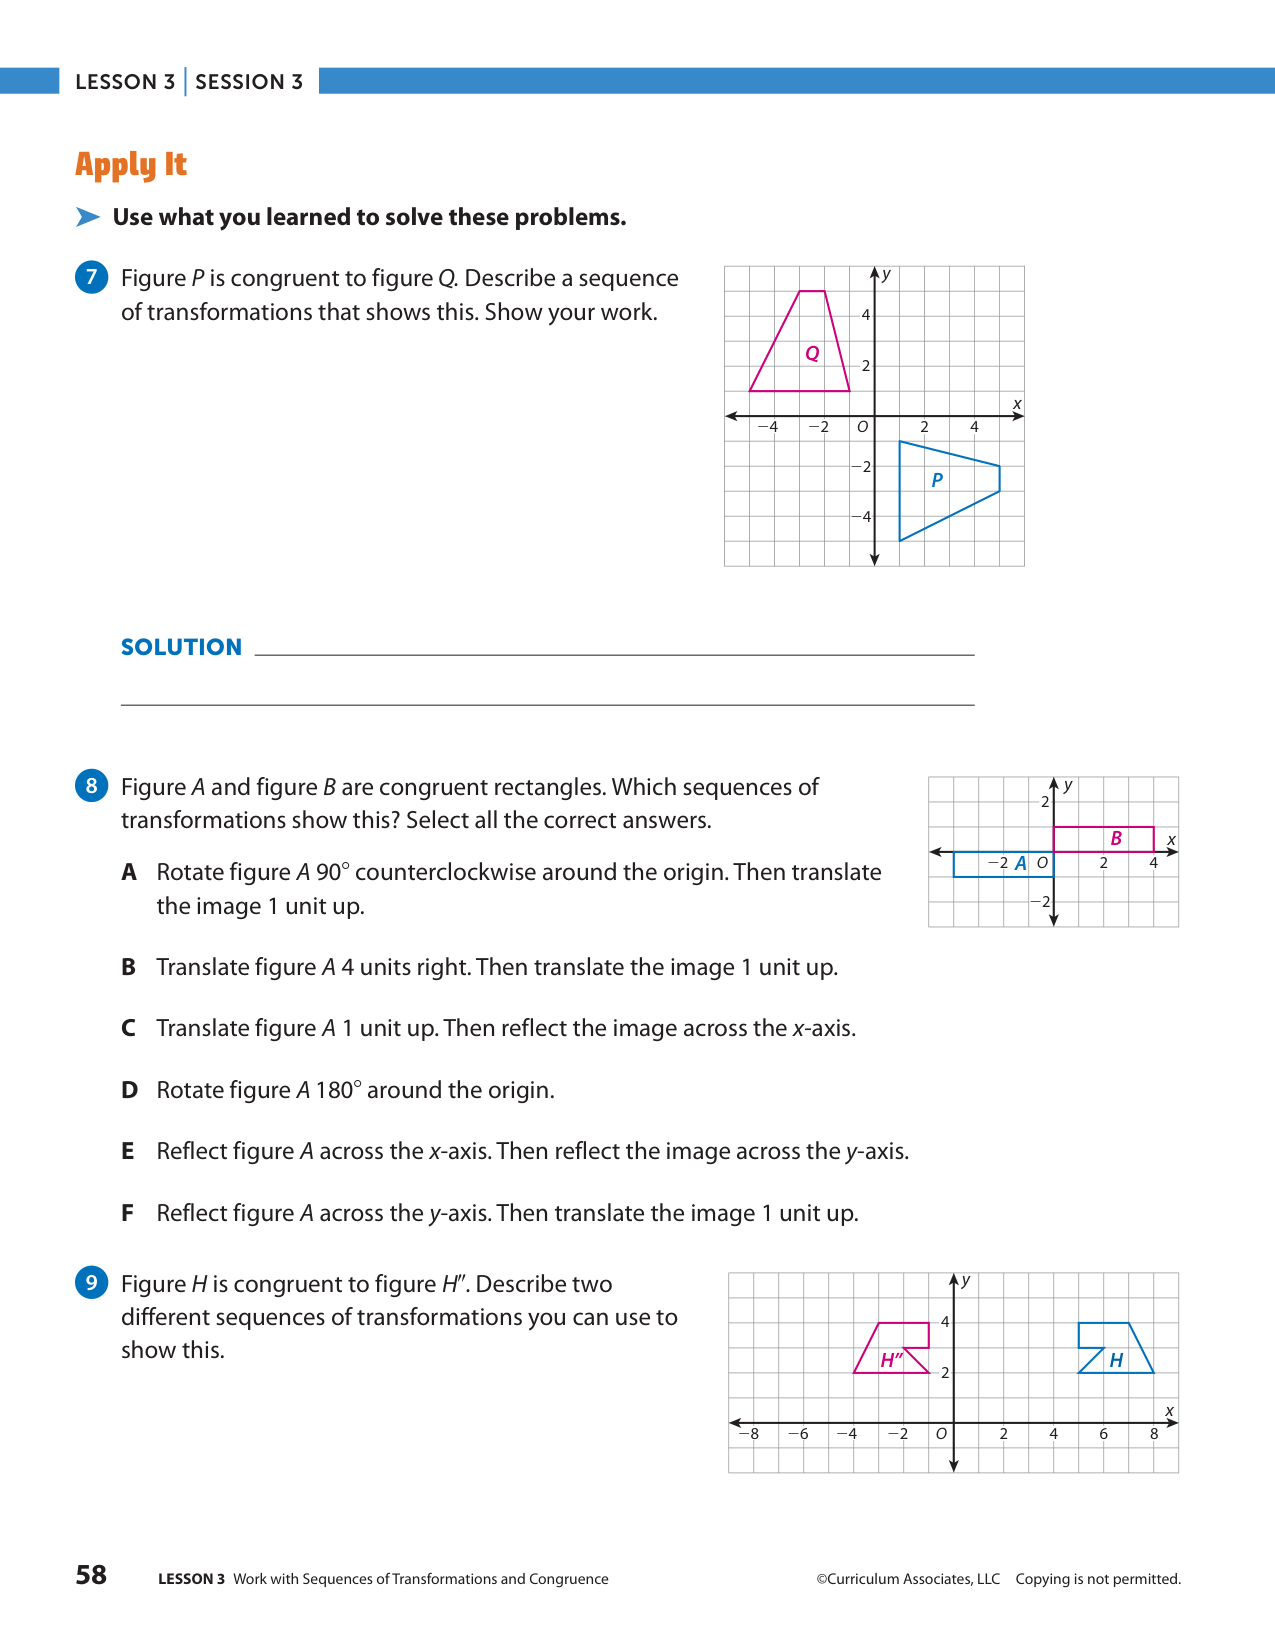 LESSON 3 | SESSION 3
Apply It
Use what you learned to solve these problems.
7 Figure P is congruent to figure Q. Describe a sequence
of transformations that shows this. Show your work.
y
4
Q
2
x
−4 −2 O 2 4
−2
P
−4
SOLUTION
8 Figure A and figure B are congruent rectangles. Which sequences of
transformations show this? Select all the correct answers.
y
2
B x
−2 A O 2 4
−2
A Rotate figure A 90° counterclockwise around the origin. Then translate
the image 1 unit up.
B Translate figure A 4 units right. Then translate the image 1 unit up.
C Translate figure A 1 unit up. Then reflect the image across the x-axis.
D Rotate figure A 180° around the origin.
E Reflect figure A across the x-axis. Then reflect the image across the y-axis.
F Reflect figure A across the y-axis. Then translate the image 1 unit up.
9 Figure H is congruent to figure H″. Describe two
different sequences of transformations you can use to
show this.
y
4
H″ H
2
x
−8 −6 −4 −2 O 2 4 6 8
58 LESSON 3 Work with Sequences of Transformations and Congruence ©Curriculum Associates, LLC Copying is not permitted.